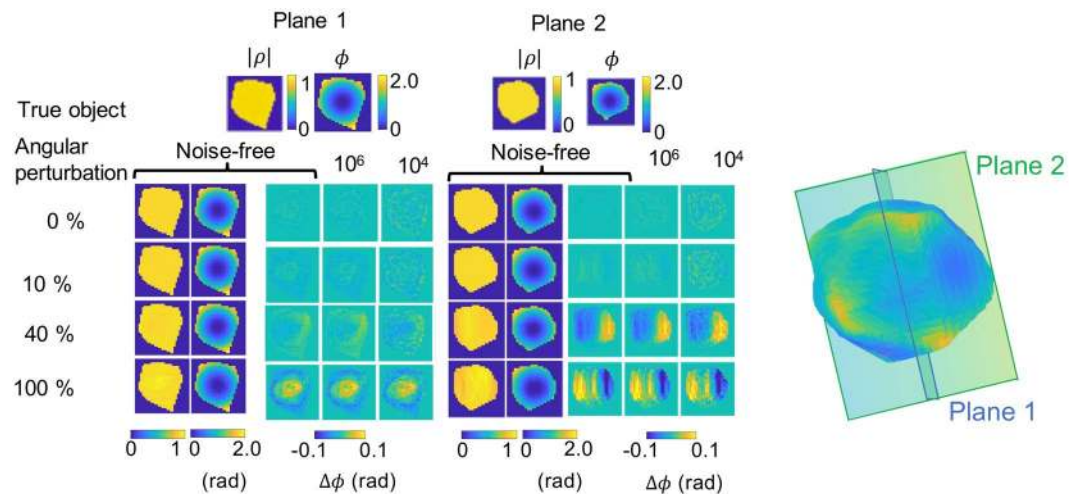 Plane 1 Plane 2
|ρ| ϕ |ρ| ϕ
1 2.0 1 2.0
True object
0 0 0 0
Angular perturbation
Noise-free 10⁶ 10⁴ Noise-free 10⁶ 10⁴
0 %
10 %
40 %
100 %
0 1 0 2.0 -0.1 0.1 0 1 0 2.0 -0.1 0.1
(rad) Δϕ (rad) (rad) Δϕ (rad)
Plane 2
Plane 1